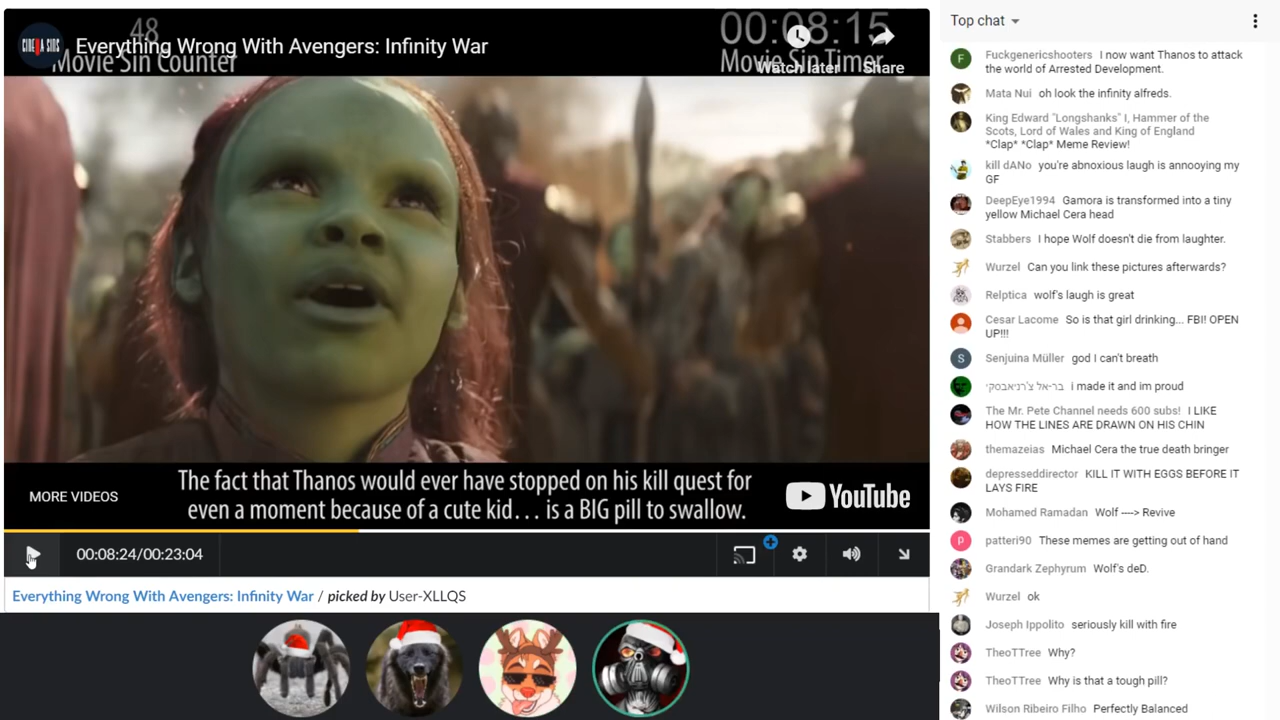 48
00:08:15
CINEMA SINS
Everything Wrong With Avengers: Infinity War
Movie Sin Counter
Movie Sin Timer
Watch later
Share
The fact that Thanos would ever have stopped on his kill quest for
even a moment because of a cute kid... is a BIG pill to swallow.
MORE VIDEOS
YouTube
00:08:24/00:23:04
Everything Wrong With Avengers: Infinity War / picked by User-XLLQS
Top chat
F
Fuckgenericshooters I now want Thanos to attack
the world of Arrested Development.
Mata Nui oh look the infinity alfreds.
King Edward "Longshanks" I, Hammer of the
Scots, Lord of Wales and King of England
*Clap* *Clap* Meme Review!
kill dANo you're abnoxious laugh is annooying my
GF
DeepEye1994 Gamora is transformed into a tiny
yellow Michael Cera head
Stabbers I hope Wolf doesn't die from laughter.
Wurzel Can you link these pictures afterwards?
Relptica wolf's laugh is great
Cesar Lacome So is that girl drinking... FBI! OPEN
UP!!!
S
Senjuina Müller god I can't breath
בר-אל צ'רניאבסקי i made it and im proud
The Mr. Pete Channel needs 600 subs! I LIKE
HOW THE LINES ARE DRAWN ON HIS CHIN
themazeias Michael Cera the true death bringer
depresseddirector KILL IT WITH EGGS BEFORE IT
LAYS FIRE
Mohamed Ramadan Wolf ----> Revive
p
patteri90 These memes are getting out of hand
Grandark Zephyrum Wolf's deD.
Wurzel ok
Joseph Ippolito seriously kill with fire
TheoTTree Why?
TheoTTree Why is that a tough pill?
Wilson Ribeiro Filho Perfectly Balanced